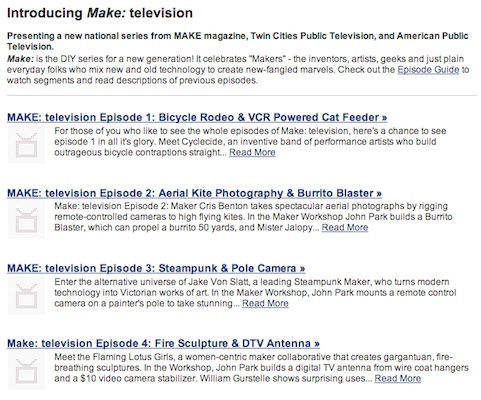 Introducing Make: television
Presenting a new national series from MAKE magazine, Twin Cities Public Television, and American Public
Television.
Make: is the DIY series for a new generation! It celebrates "Makers" - the inventors, artists, geeks and just plain
everyday folks who mix new and old technology to create new-fangled marvels. Check out the Episode Guide to
watch segments and read descriptions of previous episodes.
MAKE: television Episode 1: Bicycle Rodeo & VCR Powered Cat Feeder »
For those of you who like to see the whole episodes of Make: television, here's a chance to see
episode 1 in all it's glory. Meet Cyclecide, an inventive band of performance artists who build
outrageous bicycle contraptions straight... Read More
MAKE: television Episode 2: Aerial Kite Photography & Burrito Blaster »
Make: television Episode 2: Maker Cris Benton takes spectacular aerial photographs by rigging
remote-controlled cameras to high flying kites. In the Maker Workshop John Park builds a Burrito
Blaster, which can propel a burrito 50 yards, and Mister Jalopy... Read More
MAKE: television Episode 3: Steampunk & Pole Camera »
Enter the alternative universe of Jake Von Slatt, a leading Steampunk Maker, who turns modern
technology into Victorian works of art. In the Maker Workshop, John Park mounts a remote control
camera on a painter's pole to take stunning... Read More
Make: television Episode 4: Fire Sculpture & DTV Antenna »
Meet the Flaming Lotus Girls, a women-centric maker collaborative that creates gargantuan, fire-
breathing sculptures. In the Workshop, John Park builds a digital TV antenna from wire coat hangers
and a $10 video camera stabilizer. William Gurstelle shows surprising uses... Read More